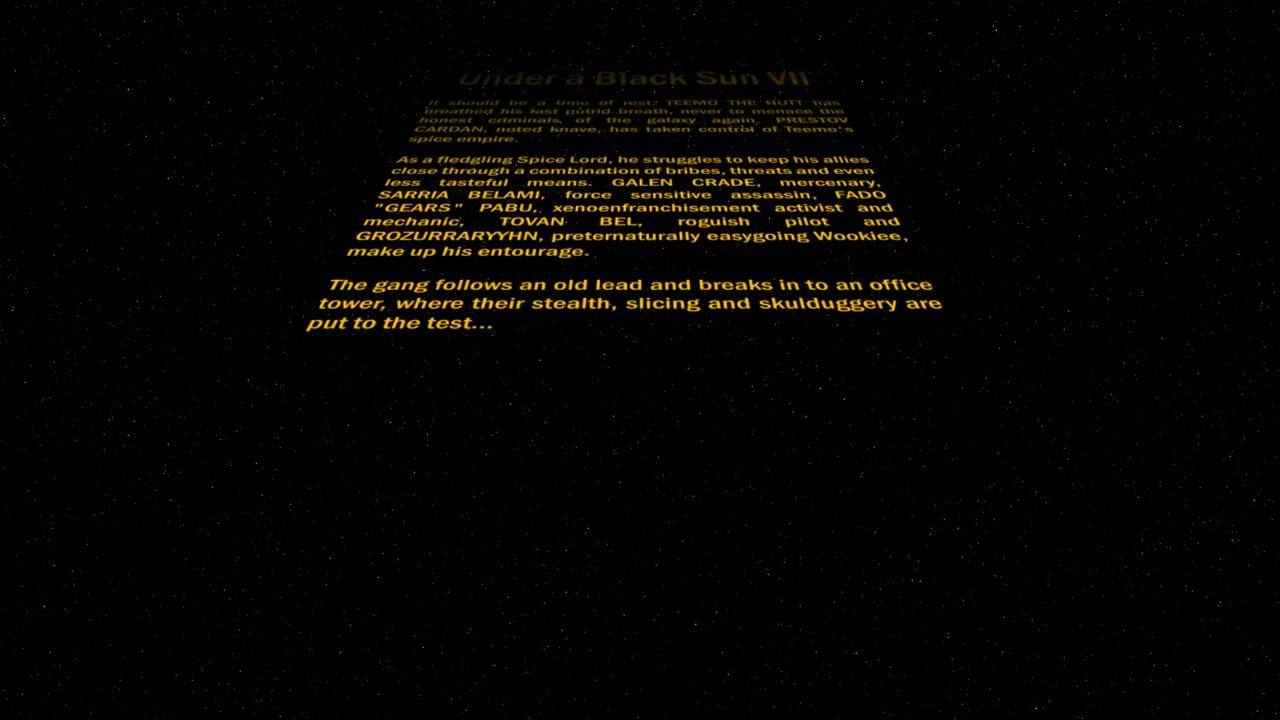 Under a Black Sun VII
It should be a time of rest. TEEMO THE HUTT has
breathed his last putrid breath, never to menace the
honest criminals of the galaxy again. PRESTOV
CARDAN, noted knave, has taken control of Teemo's
spice empire.
As a fledgling Spice Lord, he struggles to keep his allies
close through a combination of bribes, threats and even
less tasteful means. GALEN CRADE, mercenary,
SARRIA BELAMI, force sensitive assassin, FADO
"GEARS" PABU, xenoenfranchisement activist and
mechanic, TOVAN BEL, roguish pilot and
GROZURRARYYHN, preternaturally easygoing Wookiee,
make up his entourage.
The gang follows an old lead and breaks in to an office
tower, where their stealth, slicing and skulduggery are
put to the test...